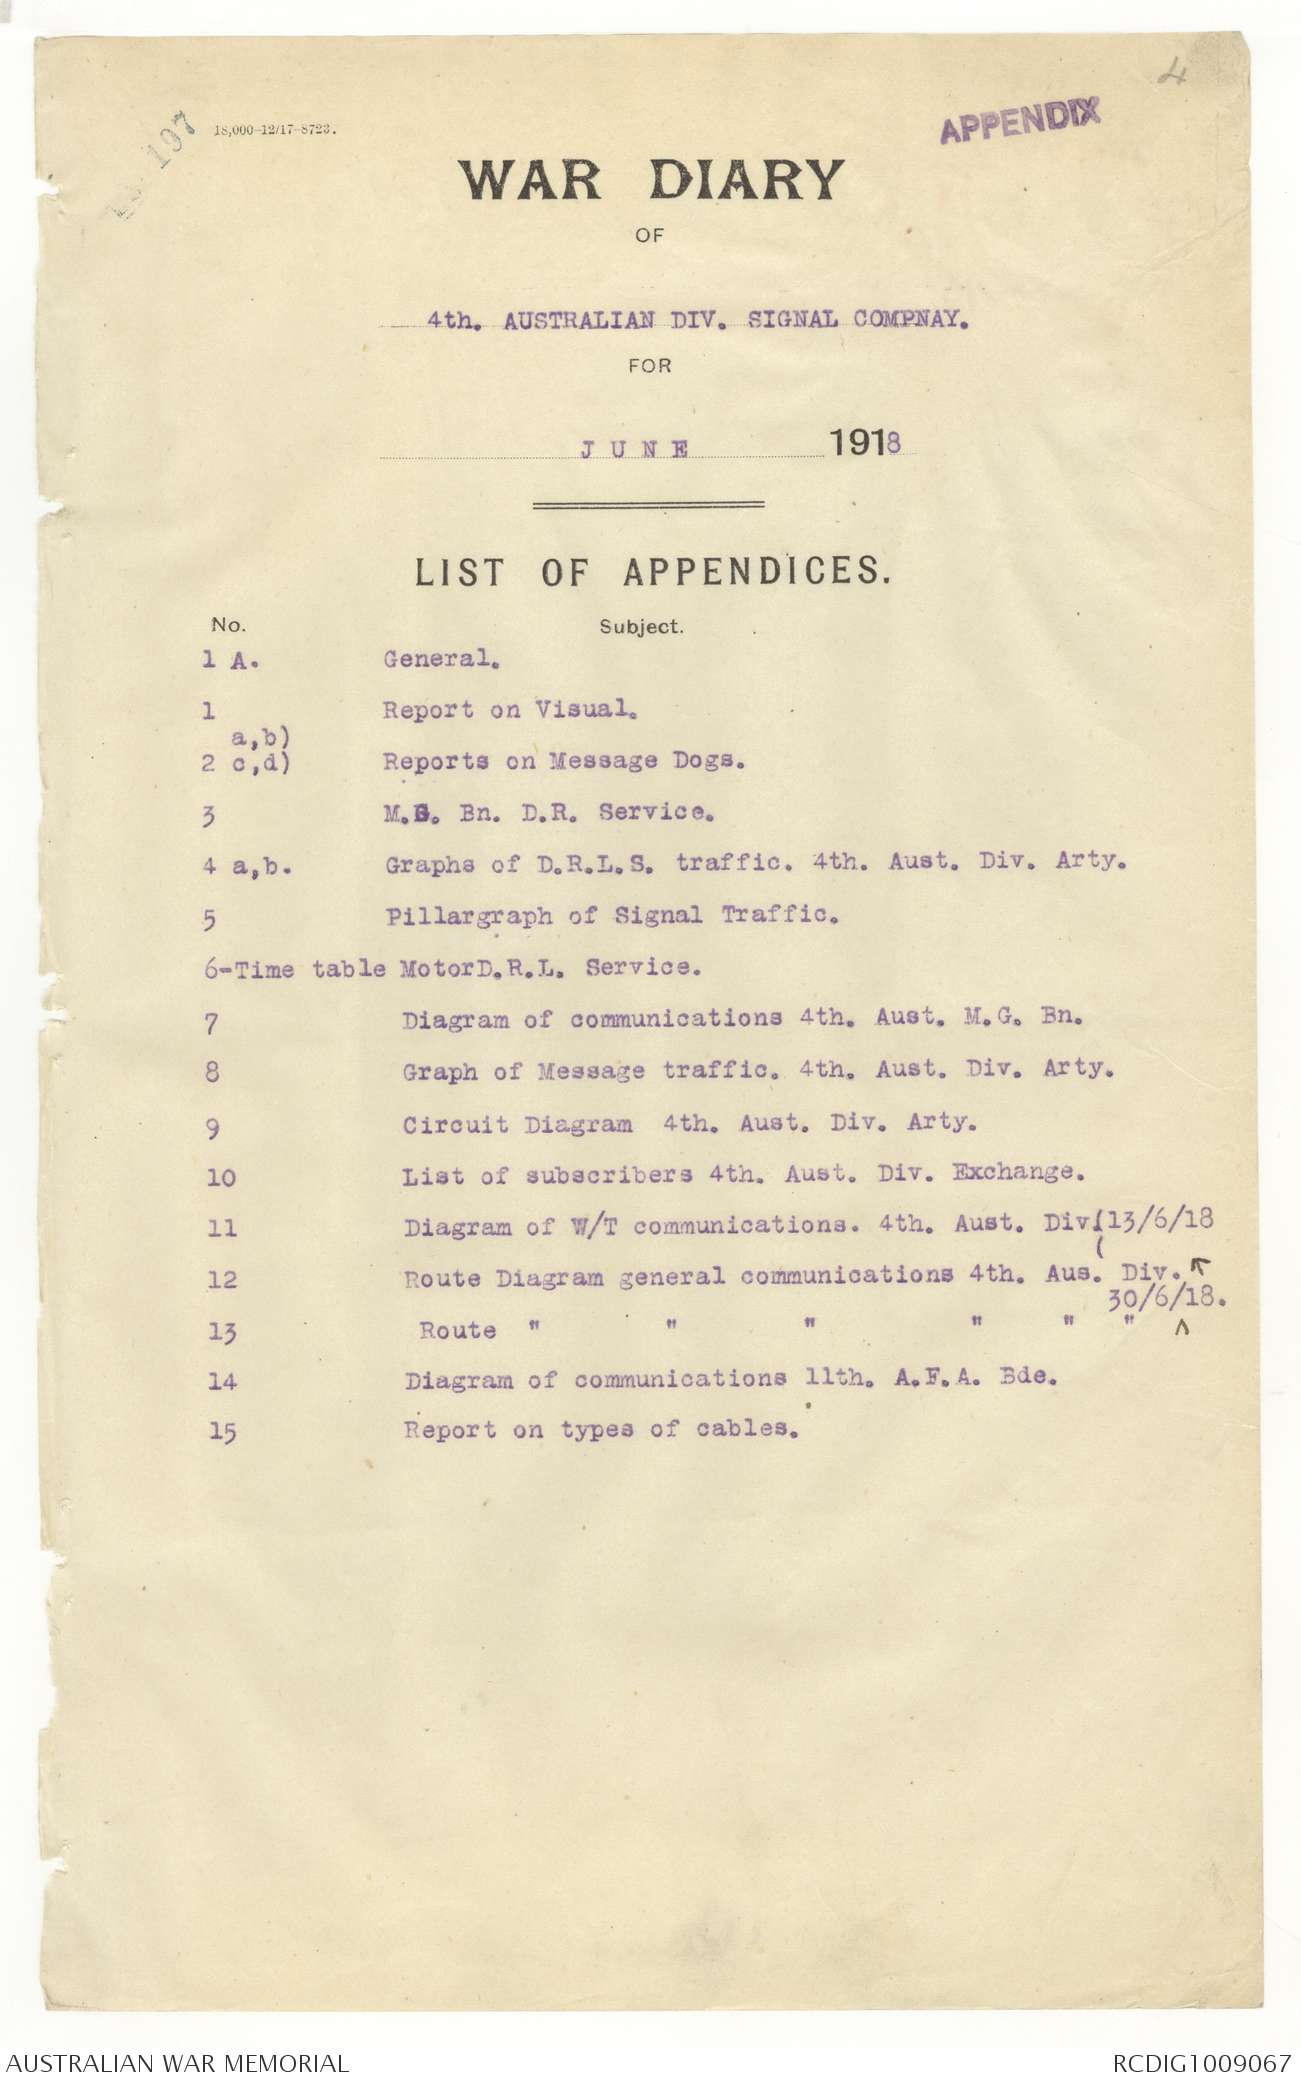 4
197
18,000-12/17-8723.
APPENDIX
WAR DIARY
OF
4th. AUSTRALIAN DIV. SIGNAL COMPNAY.
FOR
J U N E 1918
LIST OF APPENDICES.
No. Subject.
1 A. General.
1 Report on Visual.
a,b)
2 c,d) Reports on Message Dogs.
3 M.G. Bn. D.R. Service.
4 a,b. Graphs of D.R.L.S. traffic. 4th. Aust. Div. Arty.
5 Pillargraph of Signal Traffic.
6-Time table MotorD.R.L. Service.
7 Diagram of communications 4th. Aust. M.G. Bn.
8 Graph of Message traffic. 4th. Aust. Div. Arty.
9 Circuit Diagram 4th. Aust. Div. Arty.
10 List of subscribers 4th. Aust. Div. Exchange.
11 Diagram of W/T communications. 4th. Aust. Div.(13/6/18
12 Route Diagram general communications 4th. Aus. Div.
30/6/18.
13 Route " " " " " "
14 Diagram of communications 11th. A.F.A. Bde.
15 Report on types of cables.
AUSTRALIAN WAR MEMORIAL RCDIG1009067